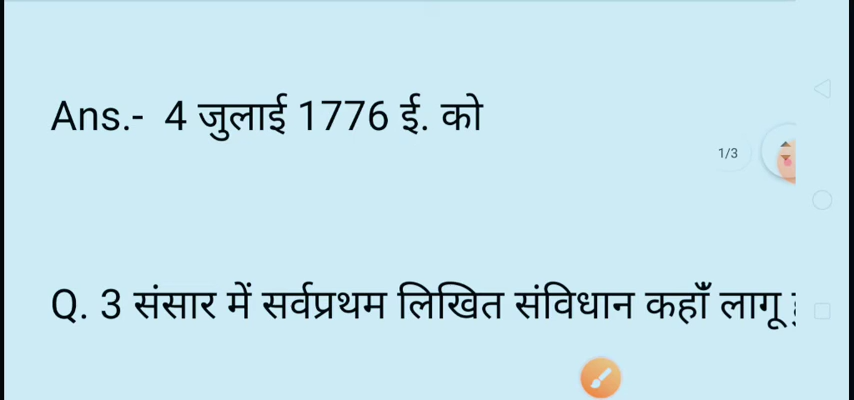 Ans.- 4 जुलाई 1776 ई. को
1/3
Q. 3 संसार में सर्वप्रथम लिखित संविधान कहाँ लागू